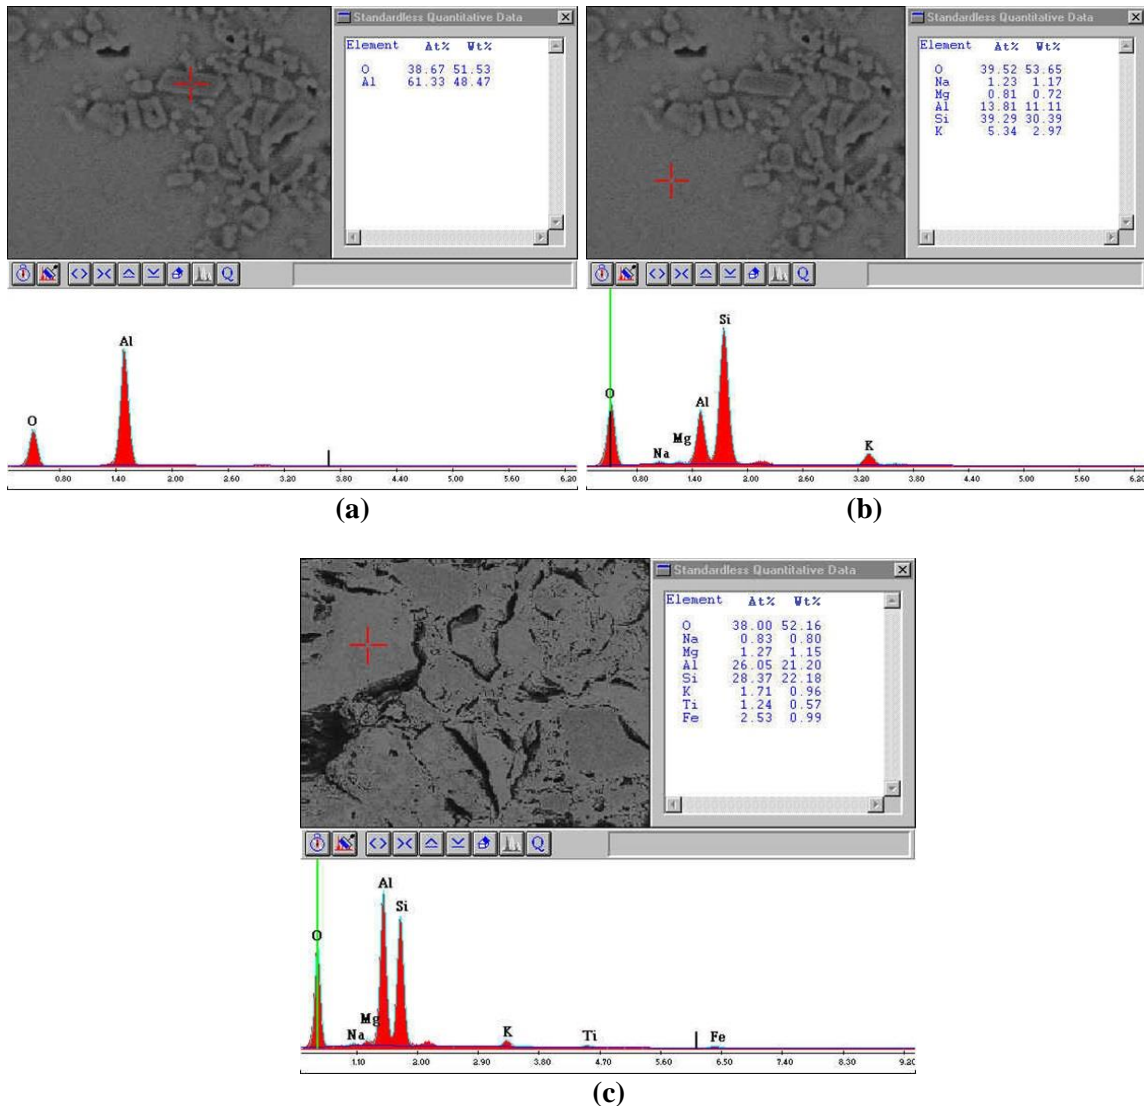 Standardless Quantitative Data
Element At% Wt%
O 38.67 51.53
Al 61.33 48.47
Q
Al
O
0.80 1.40 2.00 2.60 3.20 3.80 4.40 5.00 5.60 6.20
(a)
Standardless Quantitative Data
Element At% Wt%
O 39.52 53.65
Na 1.23 1.17
Mg 0.81 0.72
Al 13.81 11.11
Si 39.29 30.39
K 5.34 2.97
Q
Si
O
Al
Mg
Na
K
0.80 1.40 2.00 2.60 3.20 3.80 4.40 5.00 5.60 6.20
(b)
Standardless Quantitative Data
Element At% Wt%
O 38.00 52.16
Na 0.83 0.80
Mg 1.27 1.15
Al 26.05 21.20
Si 28.37 22.18
K 1.71 0.96
Ti 1.24 0.57
Fe 2.53 0.99
Q
Al
Si
O
Mg
Na
K
Ti
Fe
1.10 2.00 2.90 3.80 4.70 5.60 6.50 7.40 8.30 9.20
(c)